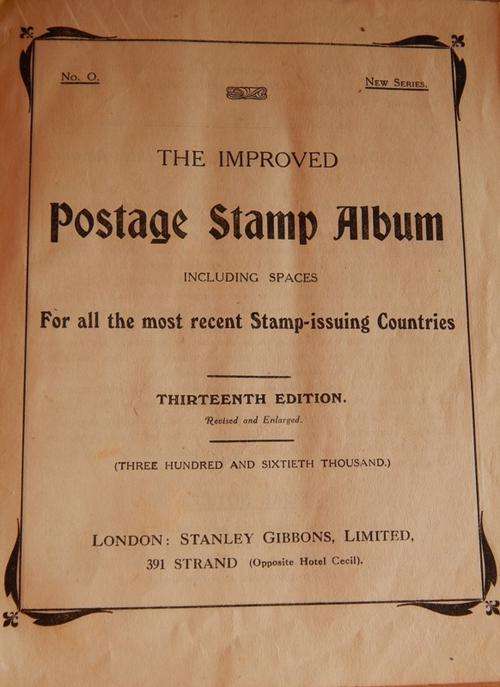 No. O.
New Series.
THE IMPROVED
Postage Stamp Album
INCLUDING SPACES
For all the most recent Stamp-issuing Countries
THIRTEENTH EDITION.
Revised and Enlarged.
(THREE HUNDRED AND SIXTIETH THOUSAND.)
LONDON: STANLEY GIBBONS, LIMITED,
391 STRAND (Opposite Hotel Cecil).